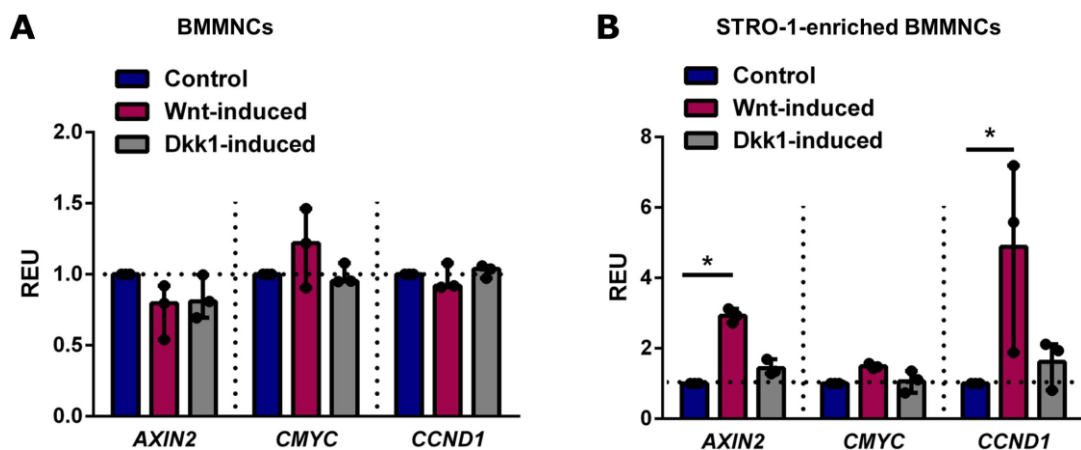 A
BMMNCs
Control
Wnt-induced
Dkk1-induced
REU
2.0
1.5
1.0
0.5
0.0
AXIN2
CMYC
CCND1
B
STRO-1-enriched BMMNCs
Control
Wnt-induced
Dkk1-induced
REU
8
6
4
2
0
*
*
AXIN2
CMYC
CCND1